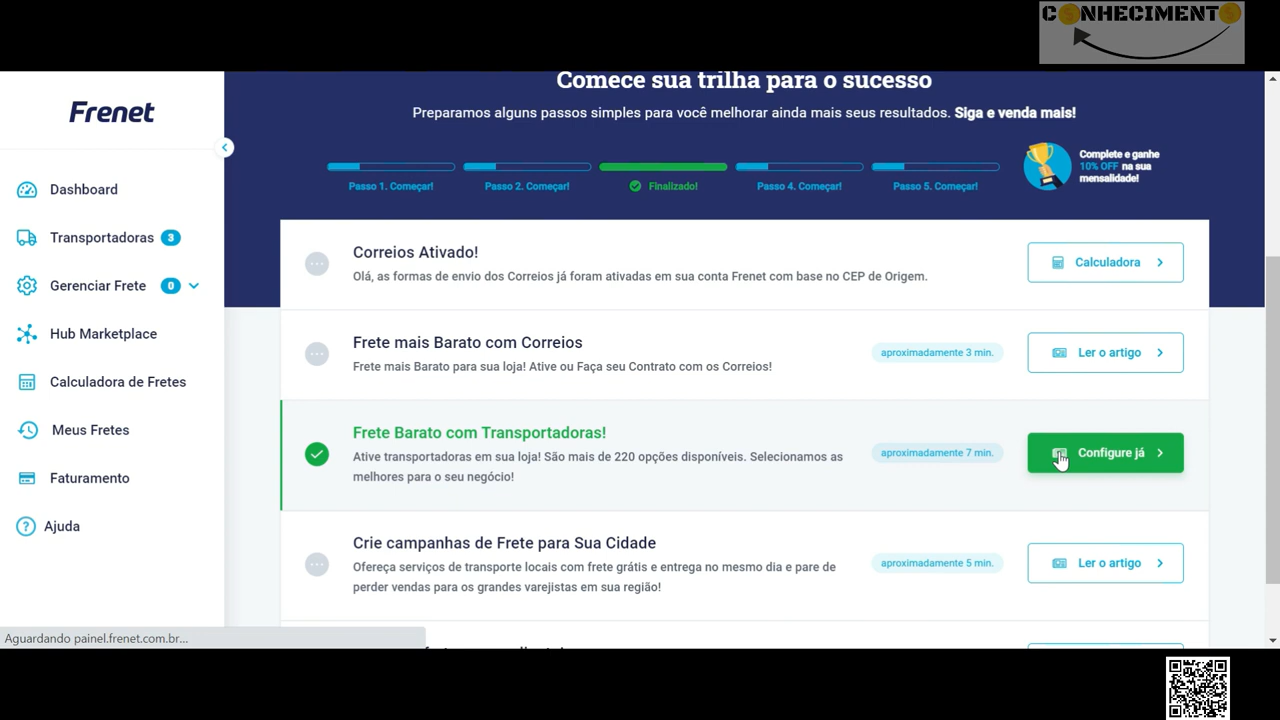 CONHECIMENTO
Frenet
Comece sua trilha para o sucesso
Preparamos alguns passos simples para você melhorar ainda mais seus resultados. Siga e venda mais!
Passo 1. Começar!
Passo 2. Começar!
Finalizado!
Passo 4. Começar!
Passo 5. Começar!
Complete e ganhe
10% OFF na sua
mensalidade!
Dashboard
Transportadoras 3
Gerenciar Frete 0
Hub Marketplace
Calculadora de Fretes
Meus Fretes
Faturamento
Ajuda
Correios Ativado!
Olá, as formas de envio dos Correios já foram ativadas em sua conta Frenet com base no CEP de Origem.
Calculadora
Frete mais Barato com Correios
Frete mais Barato para sua loja! Ative ou Faça seu Contrato com os Correios!
aproximadamente 3 min.
Ler o artigo
Frete Barato com Transportadoras!
Ative transportadoras em sua loja! São mais de 220 opções disponíveis. Selecionamos as
melhores para o seu negócio!
aproximadamente 7 min.
Configure já
Crie campanhas de Frete para Sua Cidade
Ofereça serviços de transporte locais com frete grátis e entrega no mesmo dia e pare de
perder vendas para os grandes varejistas em sua região!
aproximadamente 5 min.
Ler o artigo
Aguardando painel.frenet.com.br...